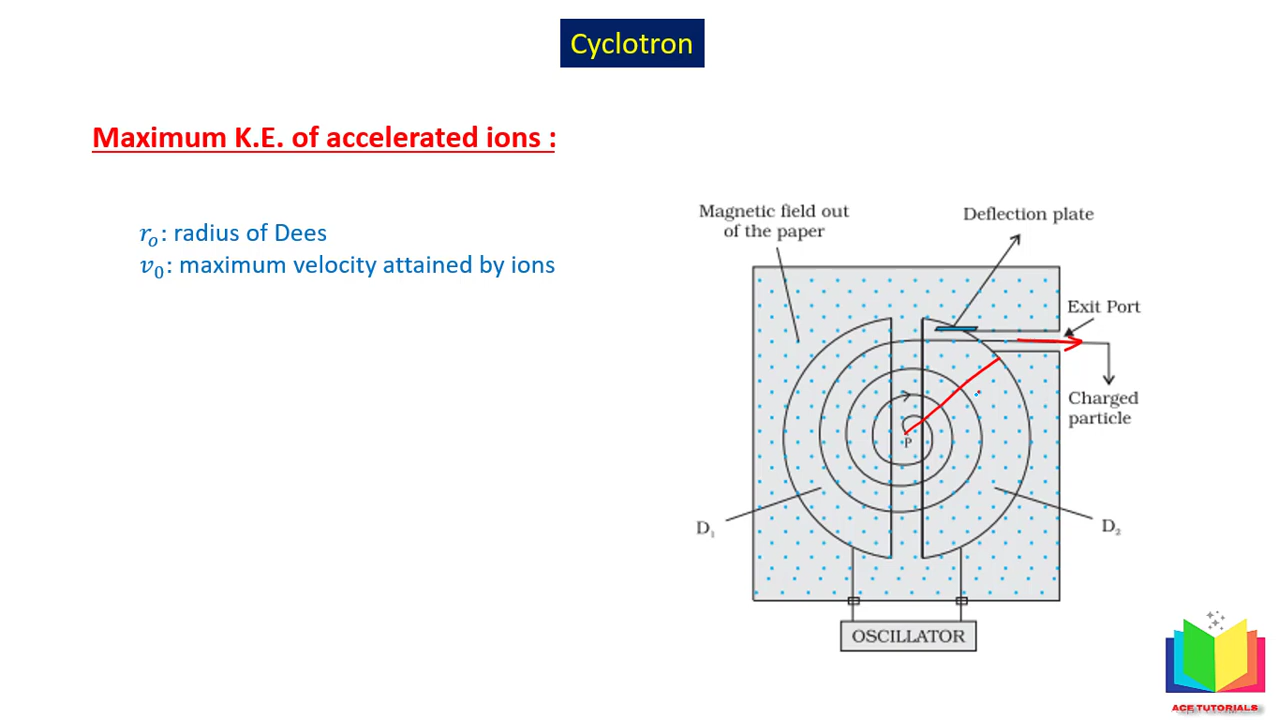 Cyclotron
Maximum K.E. of accelerated ions :
r₀: radius of Dees
v₀: maximum velocity attained by ions
Magnetic field out
of the paper
Deflection plate
Exit Port
Charged
particle
P
D₁
D₂
OSCILLATOR
ACE TUTORIALS